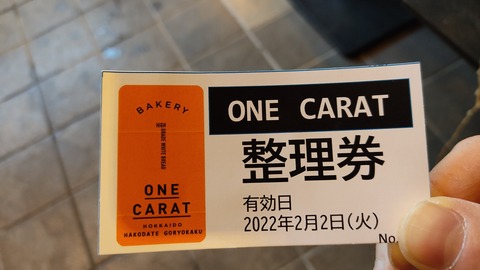 BAKERY
HIGH GRADE WHITE BREAD
ONE
CARAT
HOKKAIDO
HAKODATE GORYOKAKU
ONE CARAT
整理券
有効日
2022年2月2日(火)
No.